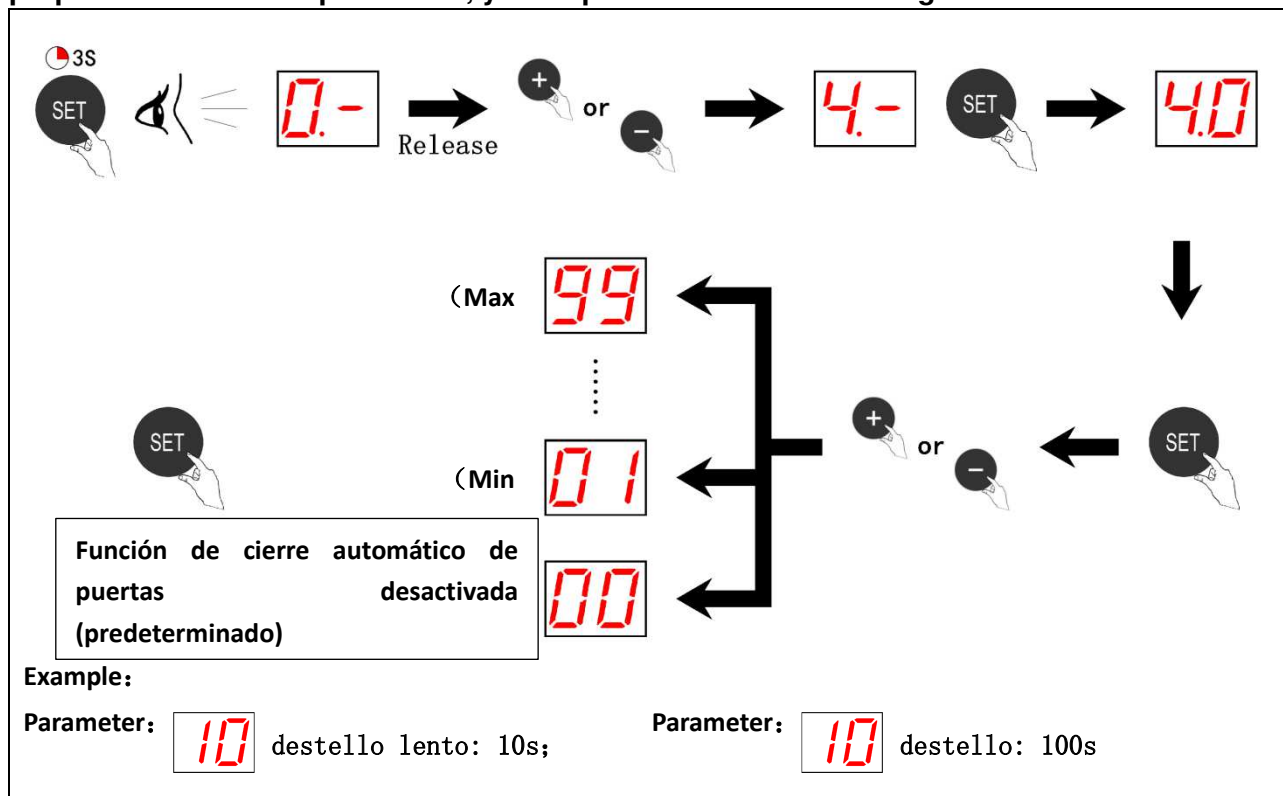 3S
SET
0.-
Release
+
or
-
4.-
SET
4.0
(Max
99
SET
(Min
01
+
or
-
SET
Función de cierre automático de
puertas desactivada
(predeterminado)
00
Example:
Parameter: 10 destello lento: 10s;
Parameter: 10 destello: 100s